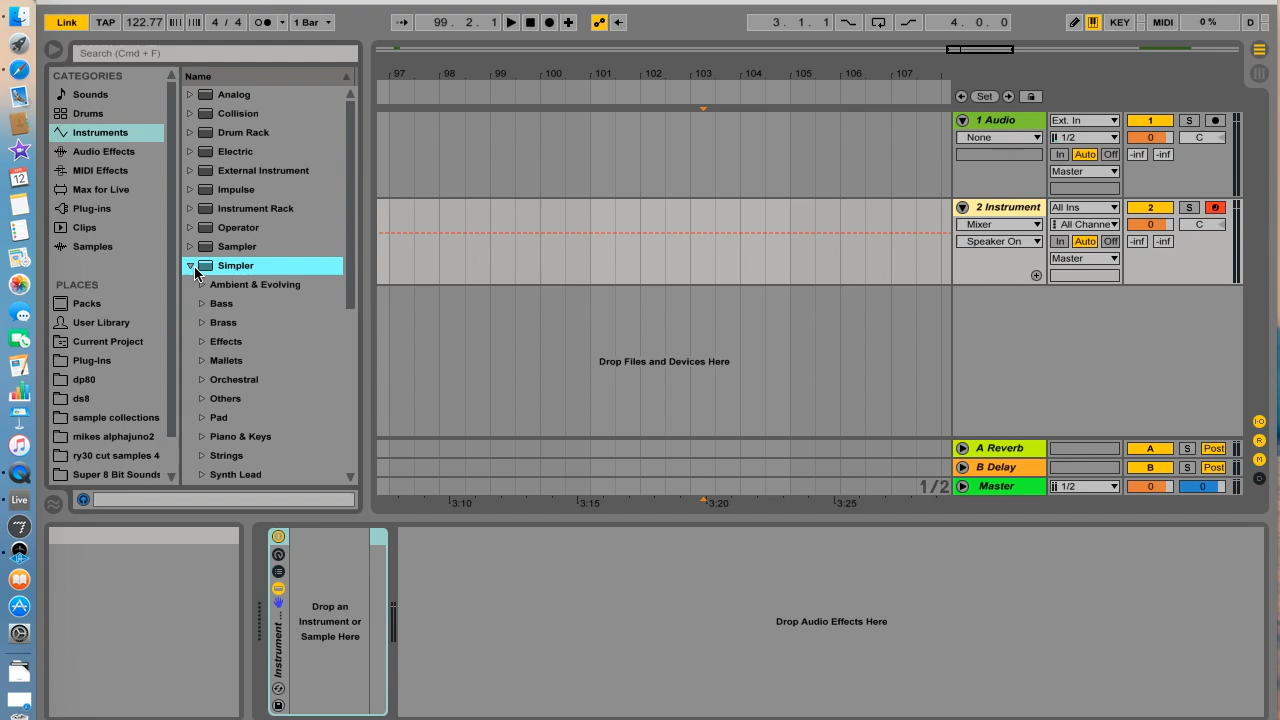 Link TAP 122.77 4 / 4 1 Bar 99. 2. 1 3. 1. 1 4. 0. 0 KEY MIDI 0 % D
Search (Cmd + F)
CATEGORIES
Sounds
Drums
Instruments
Audio Effects
MIDI Effects
Max for Live
Plug-ins
Clips
Samples
PLACES
Packs
User Library
Current Project
Plug-Ins
dp80
ds8
sample collections
mikes alphajuno2
ry30 cut samples 4
Super 8 Bit Sounds
Name
Analog
Collision
Drum Rack
Electric
External Instrument
Impulse
Instrument Rack
Operator
Sampler
Simpler
Ambient & Evolving
Bass
Brass
Effects
Mallets
Orchestral
Others
Pad
Piano & Keys
Strings
Synth Lead
97 98 99 100 101 102 103 104 105 106 107
Set
1 Audio Ext. In 1 S
None 1/2 0 C
In Auto Off -inf -inf
Master
2 Instrument All Ins 2 S
Mixer All Channe 0 C
Speaker On In Auto Off -inf -inf
Master
Drop Files and Devices Here
A Reverb A S Post
B Delay B S Post
1/2 Master 1/2 0 0
3:10 3:15 3:20 3:25
12
Live
Instrument ...
Drop an
Instrument or
Sample Here
Drop Audio Effects Here